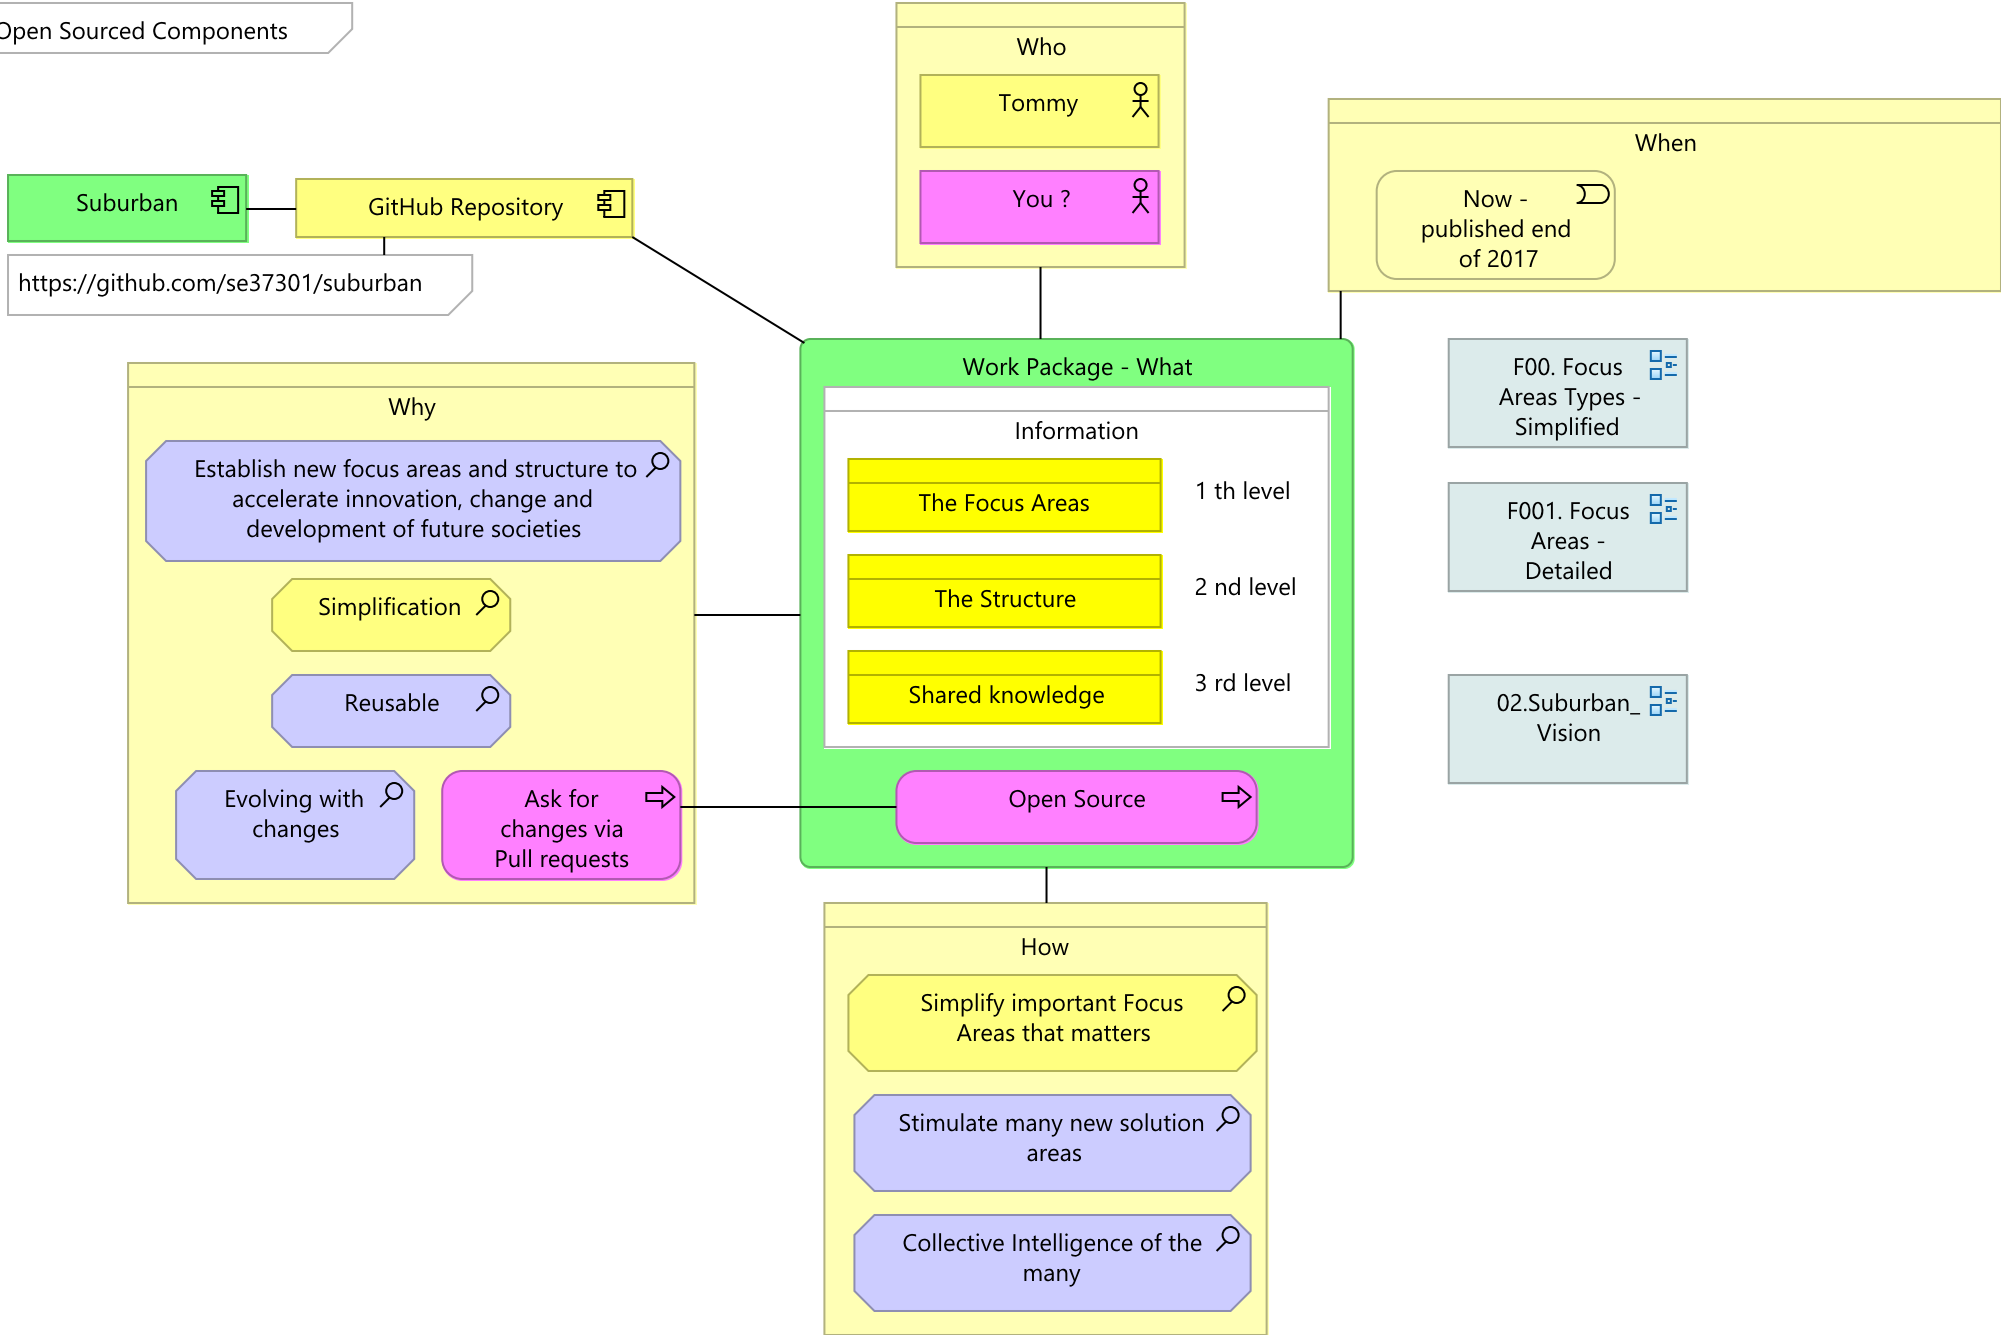 Open Sourced Components
Who
Tommy
You ?
When
Now -
published end
of 2017
Suburban
GitHub Repository
https://github.com/se37301/suburban
Why
Establish new focus areas and structure to
accelerate innovation, change and
development of future societies
Simplification
Reusable
Evolving with
changes
Ask for
changes via
Pull requests
Work Package - What
Information
The Focus Areas
1 th level
The Structure
2 nd level
Shared knowledge
3 rd level
Open Source
F00. Focus
Areas Types -
Simplified
F001. Focus
Areas -
Detailed
02.Suburban_
Vision
How
Simplify important Focus
Areas that matters
Stimulate many new solution
areas
Collective Intelligence of the
many